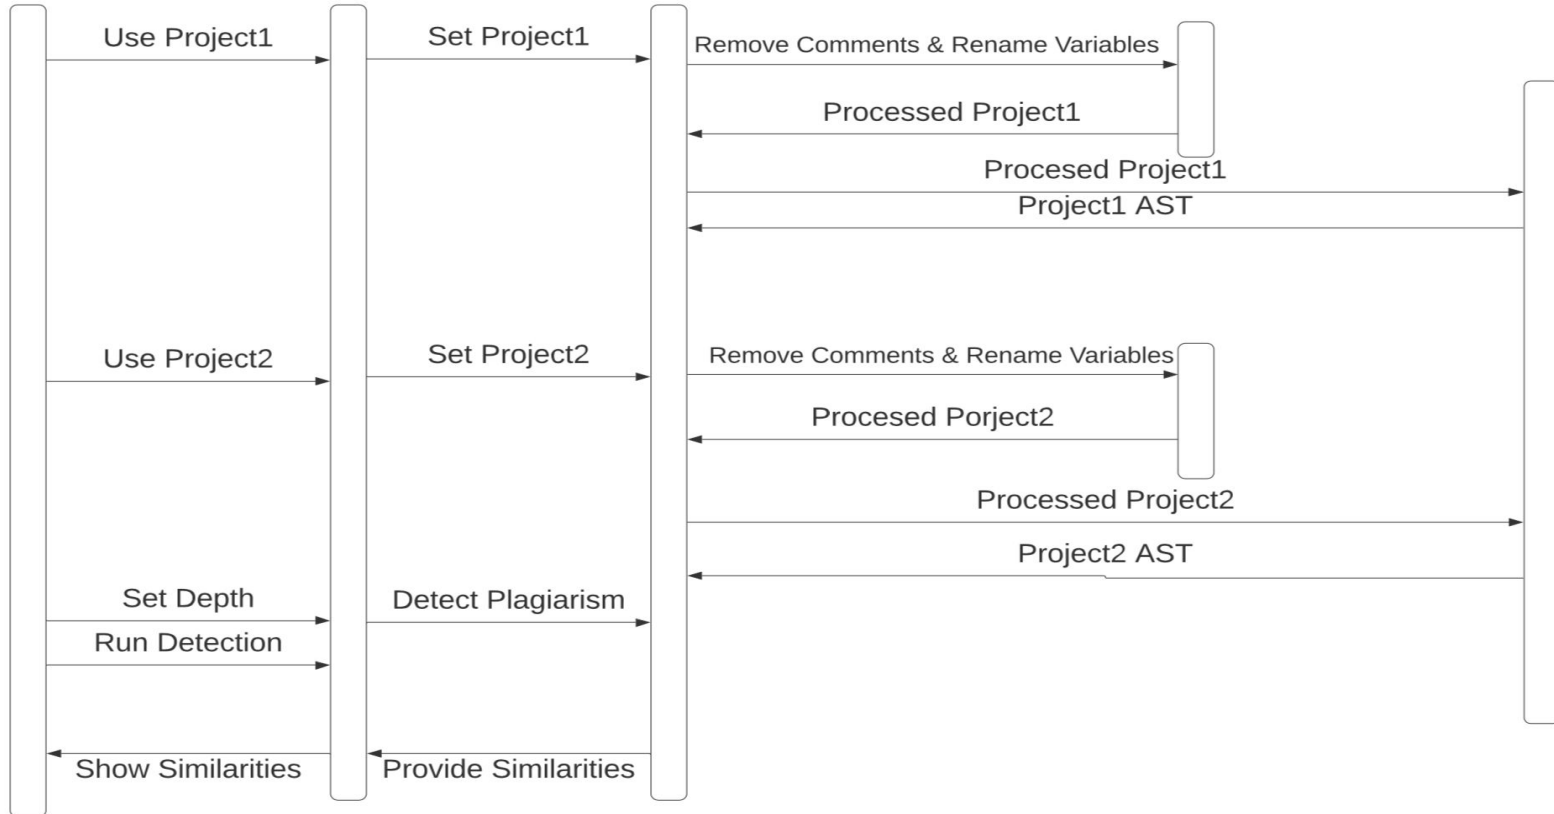 Use Project1
Set Project1
Remove Comments & Rename Variables
Processed Project1
Procesed Project1
Project1 AST
Use Project2
Set Project2
Remove Comments & Rename Variables
Procesed Porject2
Processed Project2
Project2 AST
Set Depth
Detect Plagiarism
Run Detection
Show Similarities
Provide Similarities